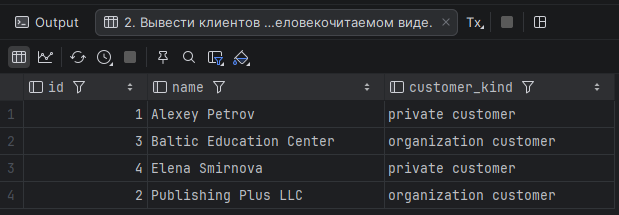 Output
2. Вывести клиентов ...еловекочитаемом виде.
Tx
id name customer_kind
1 1 Alexey Petrov private customer
2 3 Baltic Education Center organization customer
3 4 Elena Smirnova private customer
4 2 Publishing Plus LLC organization customer